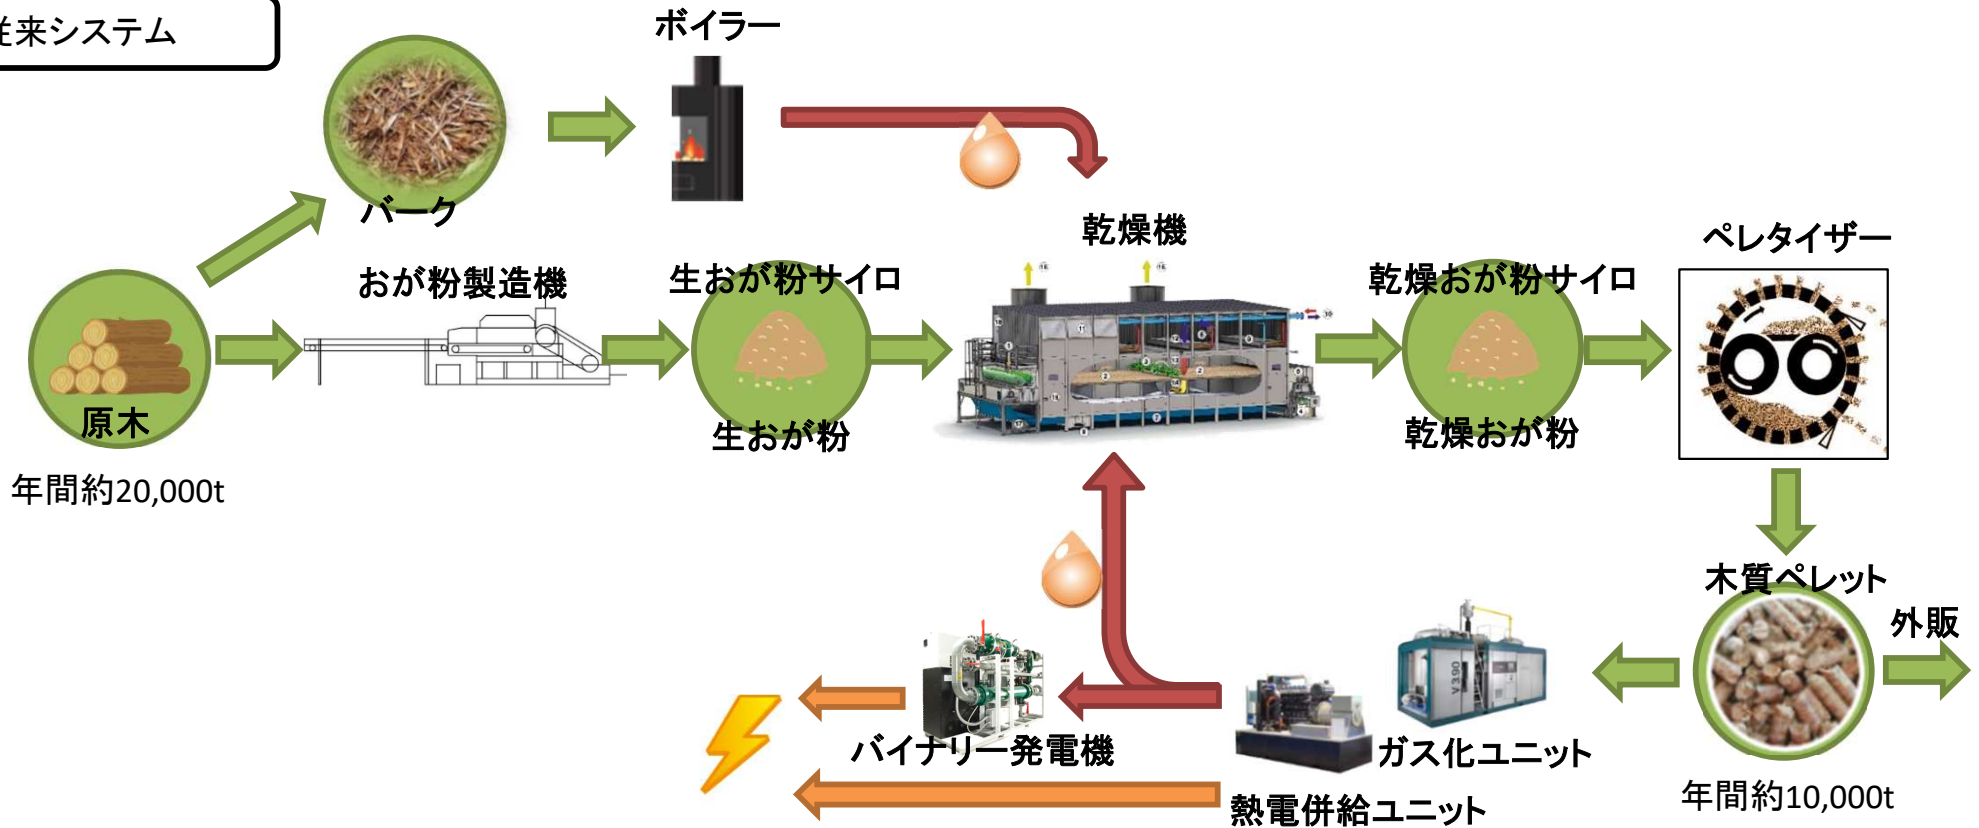 従来システム
ボイラー
バーク
乾燥機
ペレタイザー
おが粉製造機
生おが粉サイロ
乾燥おが粉サイロ
原木
生おが粉
乾燥おが粉
年間約20,000t
木質ペレット
外販
V390
バイナリー発電機
ガス化ユニット
熱電併給ユニット
年間約10,000t